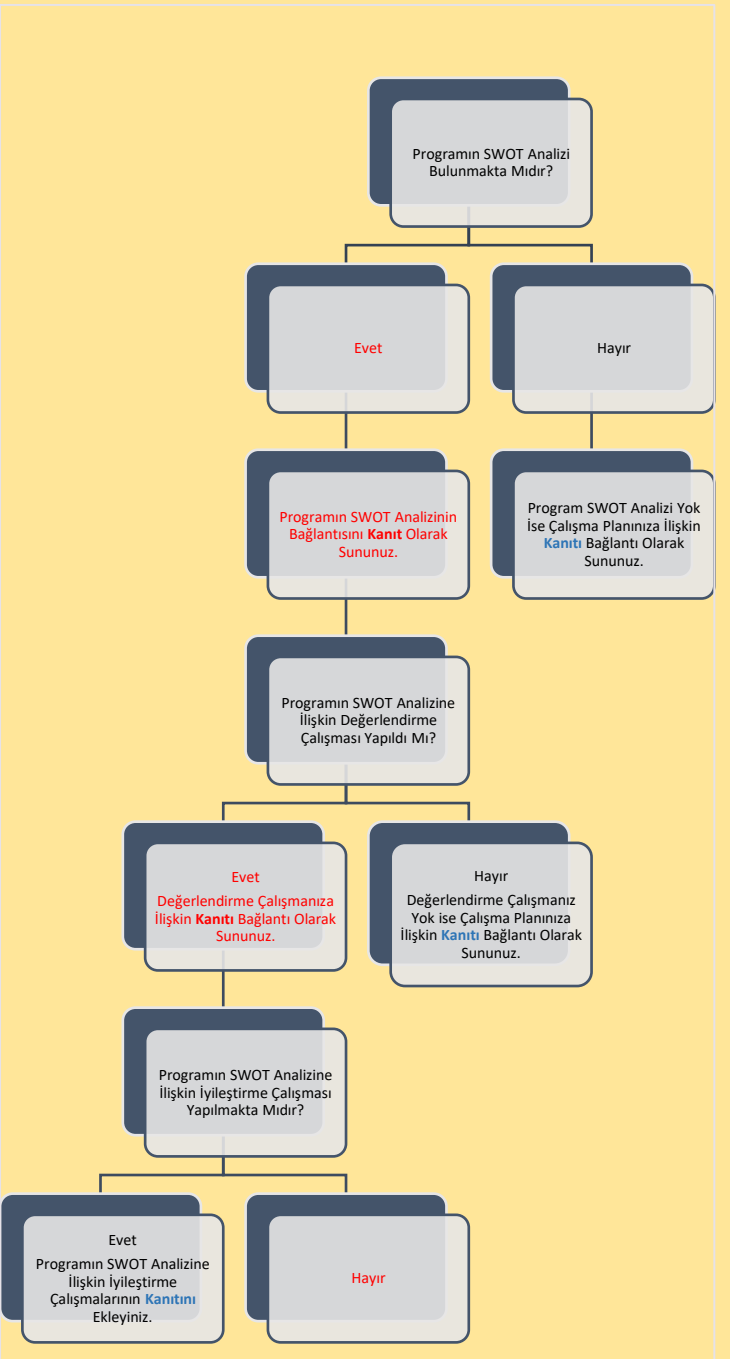 Programın SWOT Analizi
Bulunmakta Mıdır?
Evet
Hayır
Programın SWOT Analizinin
Bağlantısını Kanıt Olarak
Sununuz.
Program SWOT Analizi Yok
İse Çalışma Planınıza İlişkin
Kanıtı Bağlantı Olarak
Sununuz.
Programın SWOT Analizine
İlişkin Değerlendirme
Çalışması Yapıldı Mı?
Evet
Değerlendirme Çalışmanıza
İlişkin Kanıtı Bağlantı Olarak
Sununuz.
Hayır
Değerlendirme Çalışmanız
Yok ise Çalışma Planınıza
İlişkin Kanıtı Bağlantı Olarak
Sununuz.
Programın SWOT Analizine
İlişkin İyileştirme Çalışması
Yapılmakta Mıdır?
Evet
Programın SWOT Analizine
İlişkin İyileştirme
Çalışmalarının Kanıtını
Ekleyiniz.
Hayır